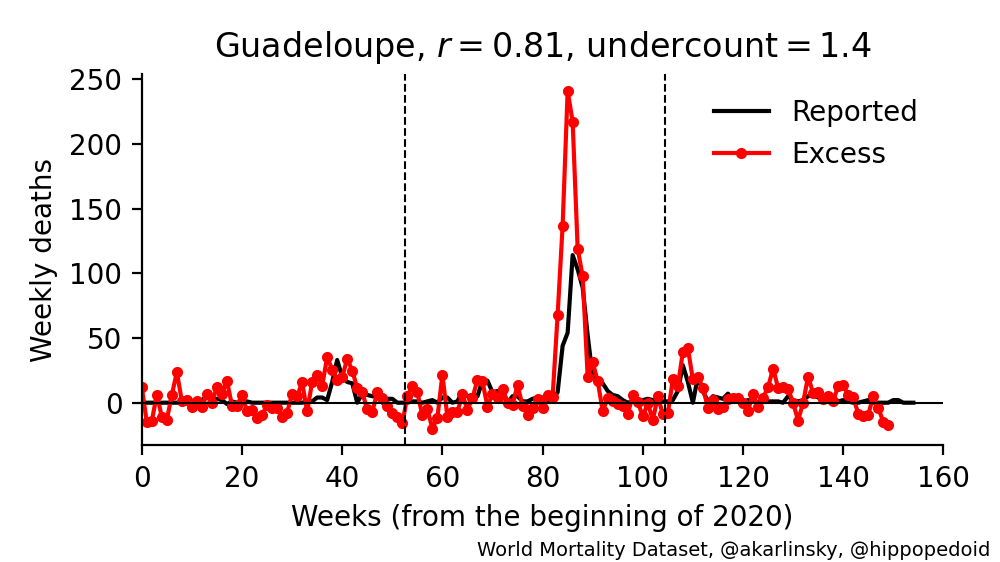 Guadeloupe, r = 0.81, undercount = 1.4
250
200
150
100
50
0
Weekly deaths
Reported
Excess
0 20 40 60 80 100 120 140 160
Weeks (from the beginning of 2020)
World Mortality Dataset, @akarlinsky, @hippopedoid